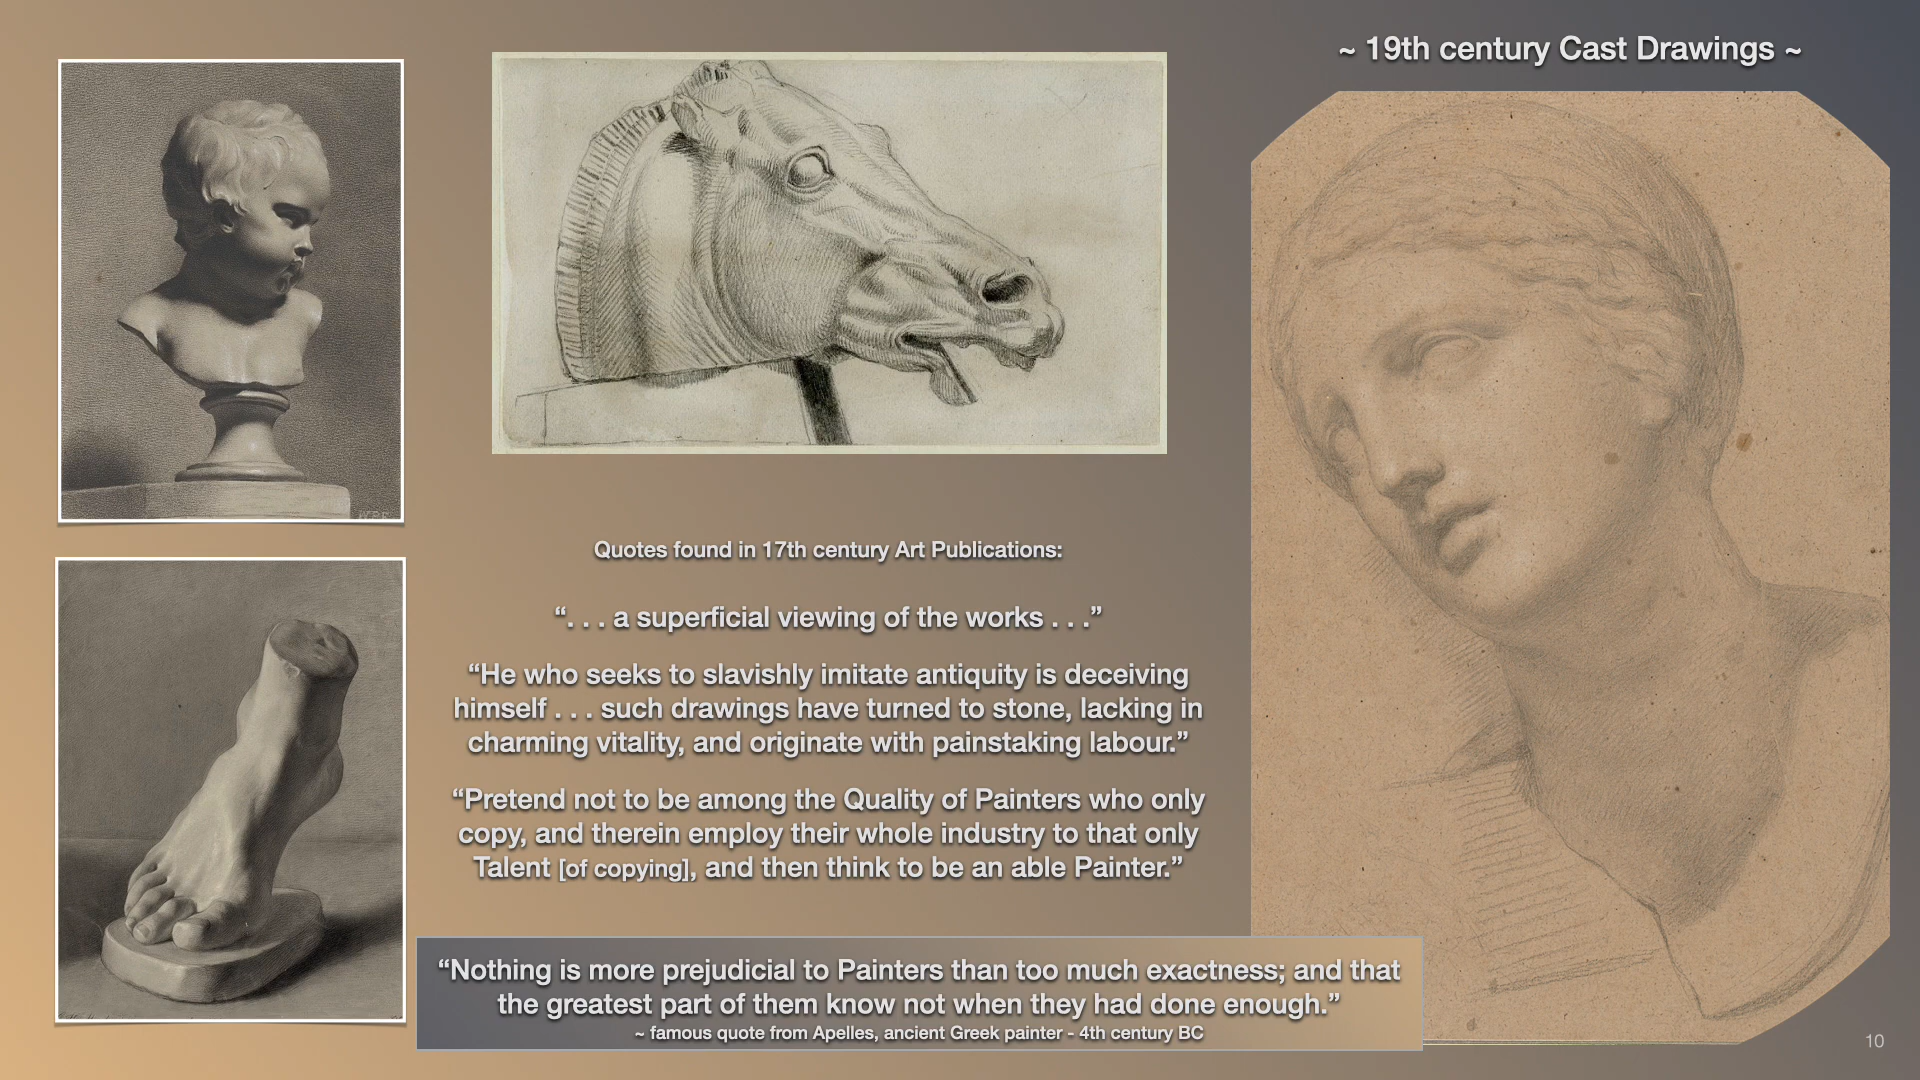 ~ 19th century Cast Drawings ~
Quotes found in 17th century Art Publications:
“. . . a superficial viewing of the works . . .”
“He who seeks to slavishly imitate antiquity is deceiving
himself . . . such drawings have turned to stone, lacking in
charming vitality, and originate with painstaking labour.”
“Pretend not to be among the Quality of Painters who only
copy, and therein employ their whole industry to that only
Talent [of copying], and then think to be an able Painter.”
“Nothing is more prejudicial to Painters than too much exactness; and that
the greatest part of them know not when they had done enough.”
~ famous quote from Apelles, ancient Greek painter - 4th century BC
10